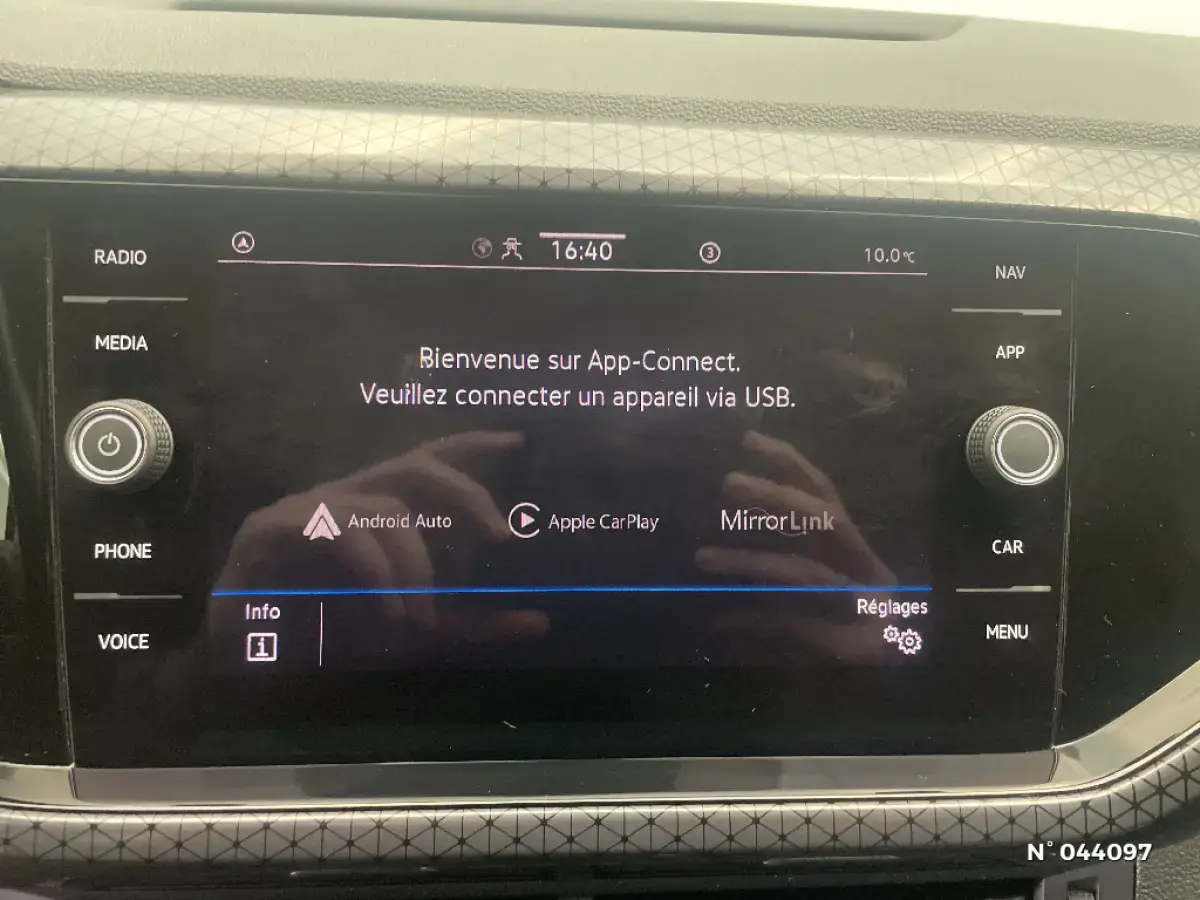 RADIO
MEDIA
PHONE
VOICE
16:40
3
10.0°C
Bienvenue sur App-Connect.
Veuillez connecter un appareil via USB.
Android Auto
Apple CarPlay
MirrorLink
Info
i
Réglages
NAV
APP
CAR
MENU
N°044097